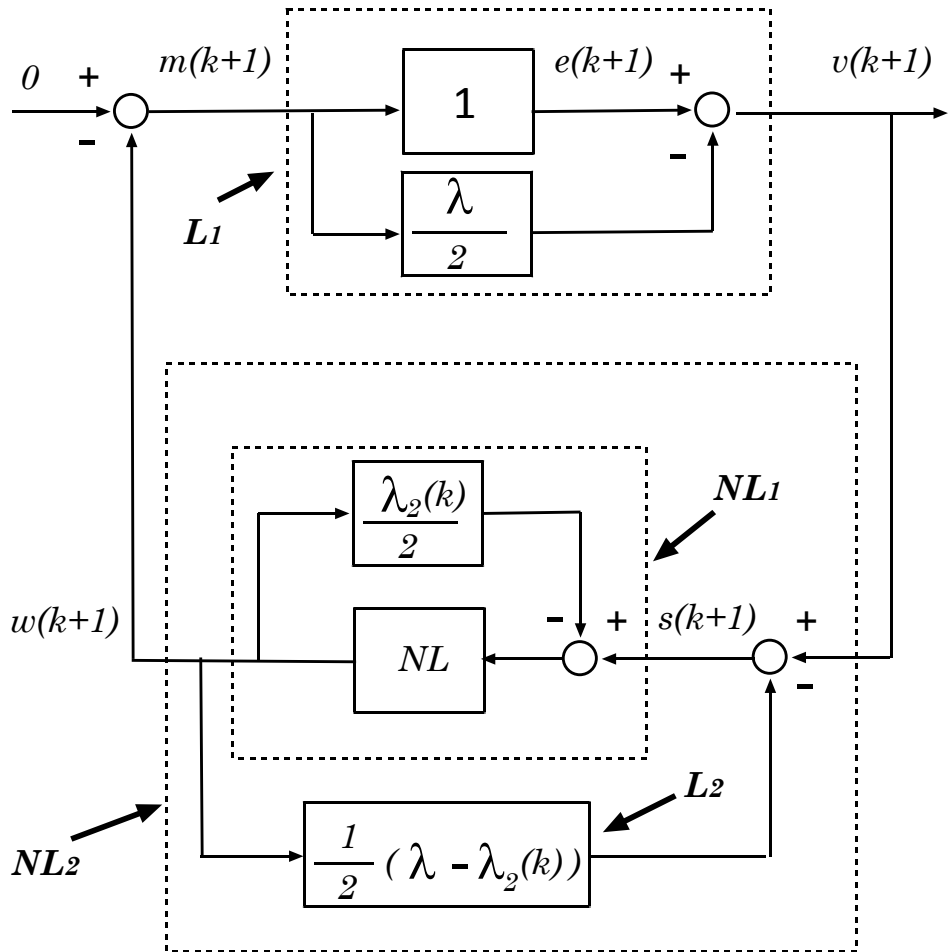 0 + m(k+1) e(k+1) + v(k+1)
1
- -
L1
λ
2
λ2(k)
2
NL1
w(k+1) NL - + s(k+1) +
-
L2
NL2
1
2 ( λ - λ2(k) )